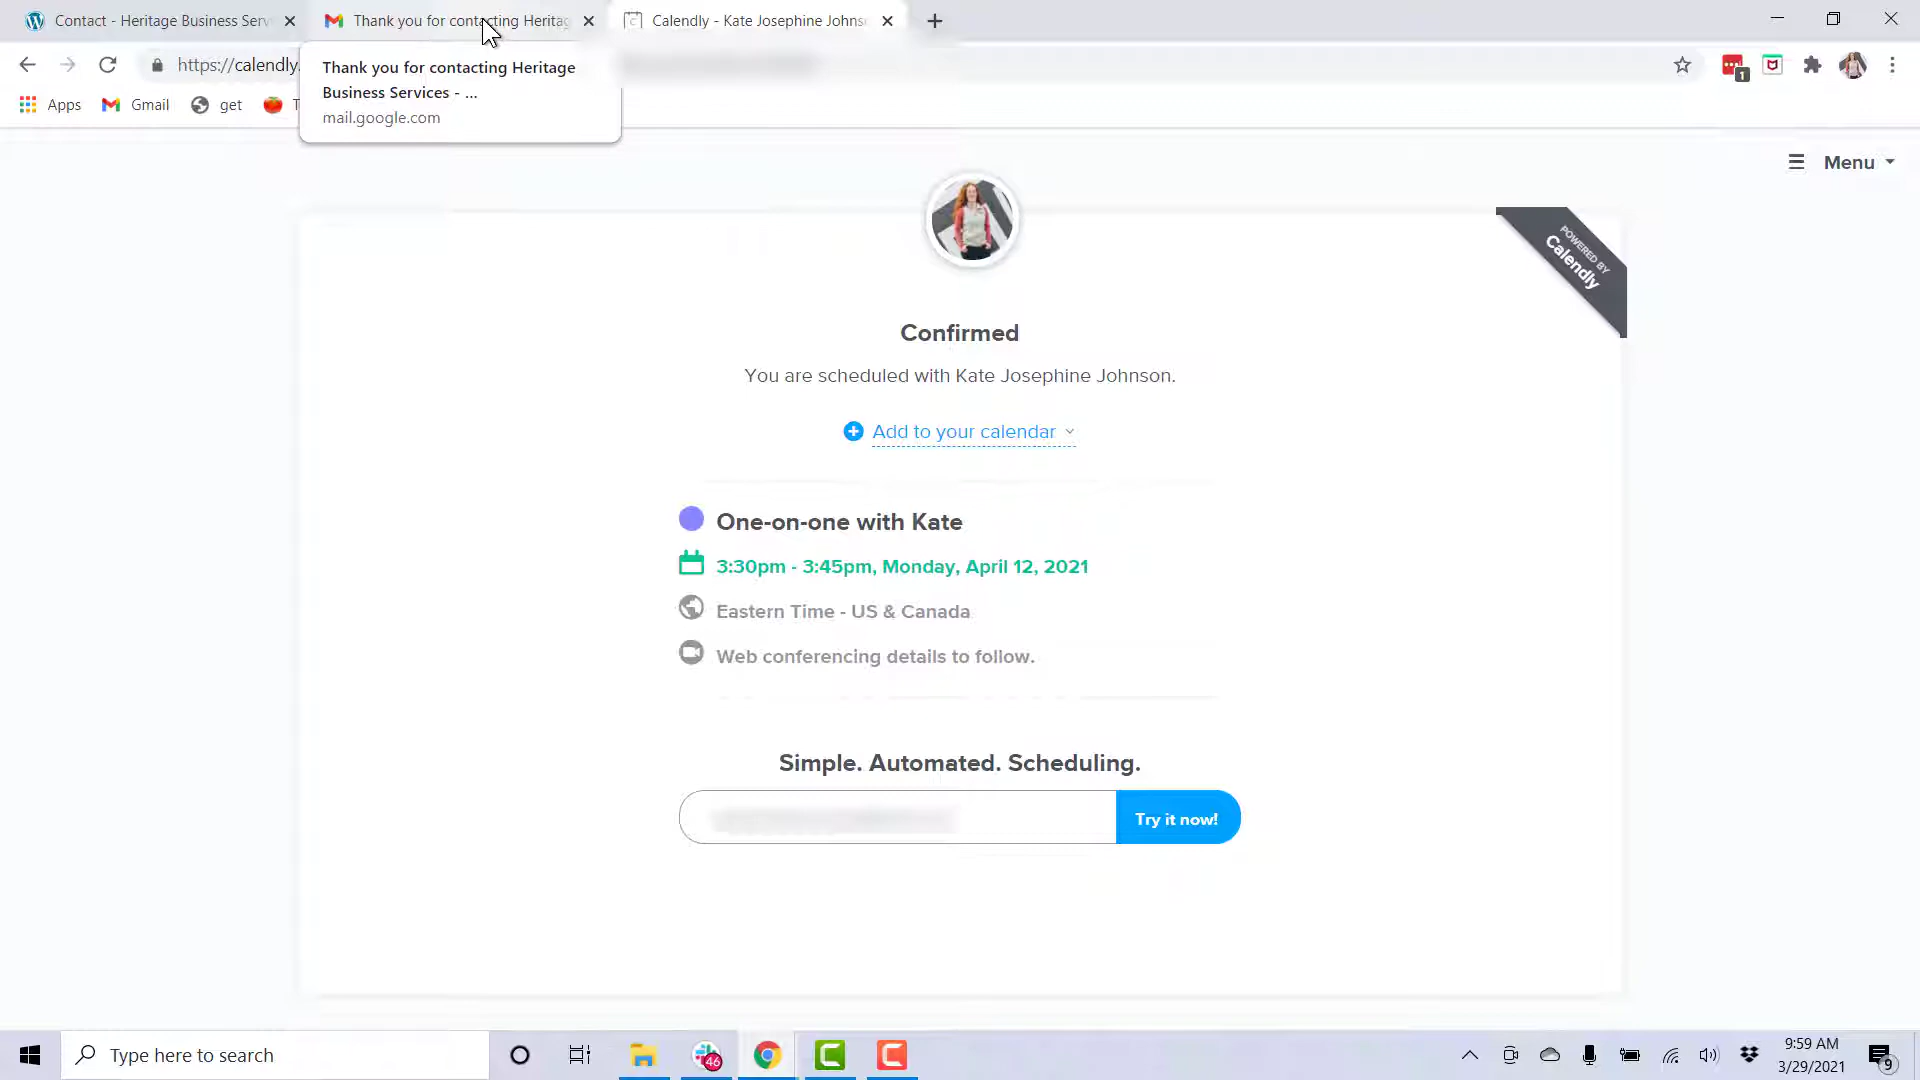 Contact - Heritage Business Serv
Thank you for contacting Heritag
Calendly - Kate Josephine Johns
https://calendly.
Thank you for contacting Heritage
Business Services - ...
mail.google.com
1
Apps
Gmail
get
T
Menu
POWERED BY
Calendly
Confirmed
You are scheduled with Kate Josephine Johnson.
Add to your calendar
One-on-one with Kate
3:30pm - 3:45pm, Monday, April 12, 2021
Eastern Time - US & Canada
Web conferencing details to follow.
Simple. Automated. Scheduling.
Try it now!
Type here to search
46
9:59 AM
3/29/2021
9